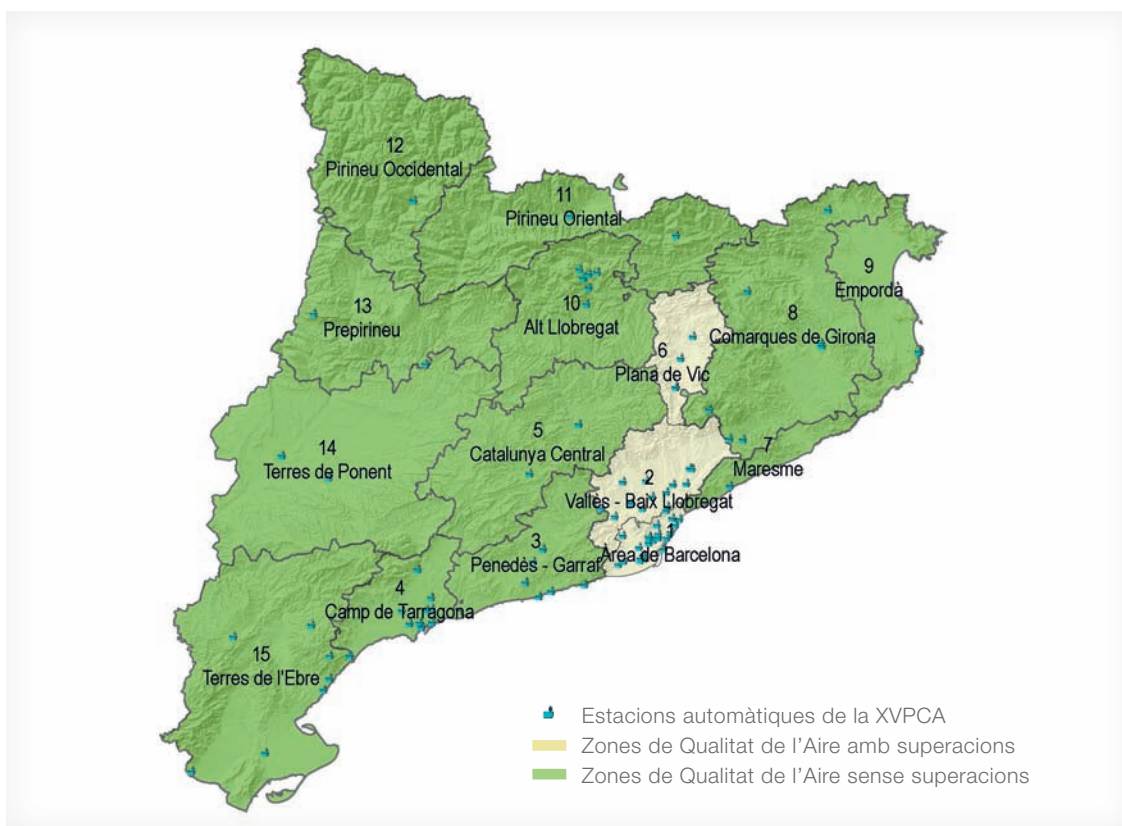 12
Pirineu Occidental
11
Pirineu Oriental
9
Empordà
13
Prepirineu
10
Alt Llobregat
8
Comarques de Girona
6
Plana de Vic
5
Catalunya Central
14
Terres de Ponent
7
Maresme
2
Vallès - Baix Llobregat
1
Àrea de Barcelona
3
Penedès - Garraf
4
Camp de Tarragona
15
Terres de l'Ebre
Estacions automàtiques de la XVPCA
Zones de Qualitat de l’Aire amb superacions
Zones de Qualitat de l’Aire sense superacions